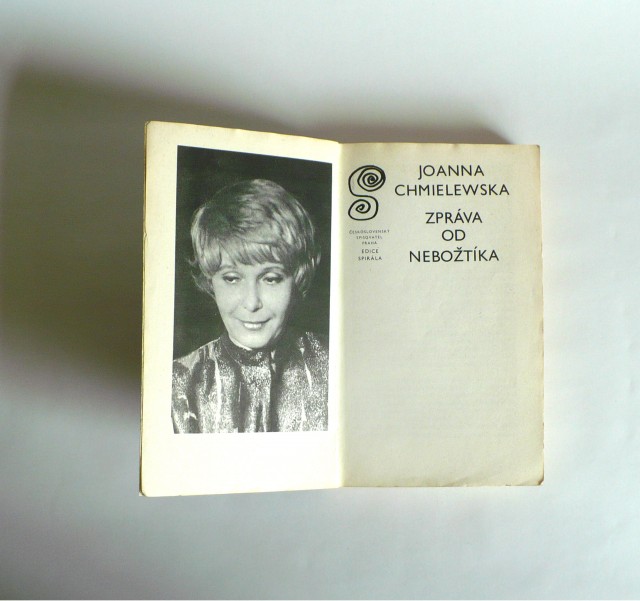 JOANNA
CHMIELEWSKA
ZPRÁVA
OD
NEBOŽTÍKA
ČESKOSLOVENSKÝ
SPISOVATEL
PRAHA
EDICE
SPIRÁLA